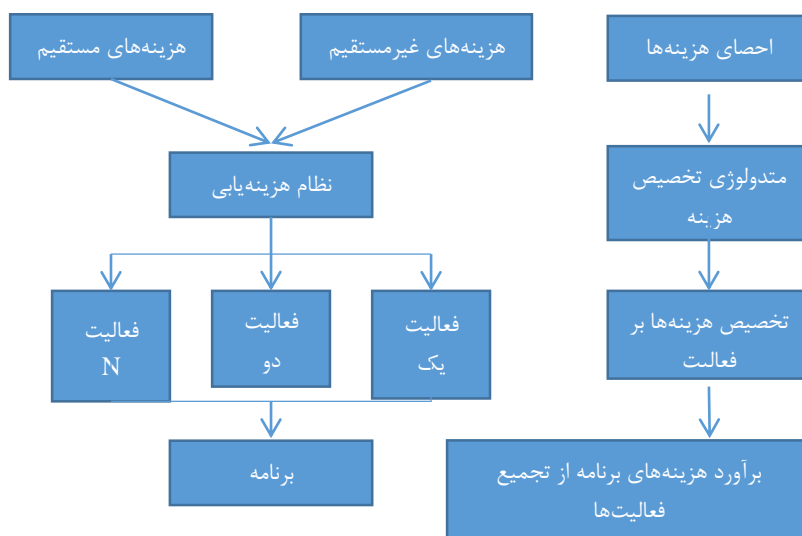 احصای هزینه‌ها
هزینه‌های غیرمستقیم
هزینه‌های مستقیم
متدولوژی تخصیص
هزینه
نظام هزینه‌یابی
تخصیص هزینه‌ها بر
فعالیت
فعالیت
یک
فعالیت
دو
فعالیت
N
برآورد هزینه‌های برنامه از تجمیع
فعالیت‌ها
برنامه